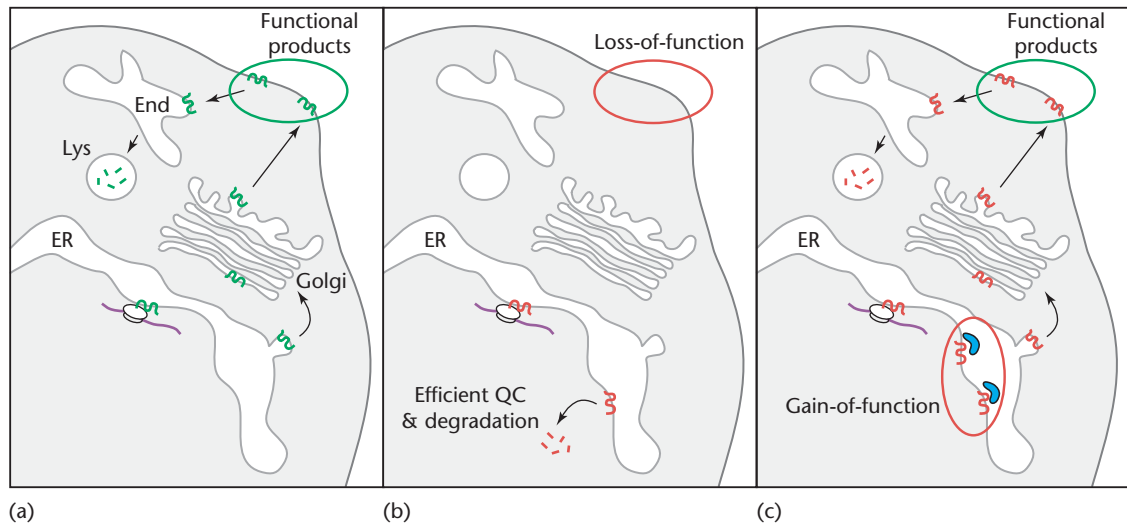 Functional
products
End
Lys
ER
Golgi
(a)
Loss-of-function
ER
Efficient QC
& degradation
(b)
Functional
products
ER
Gain-of-function
(c)